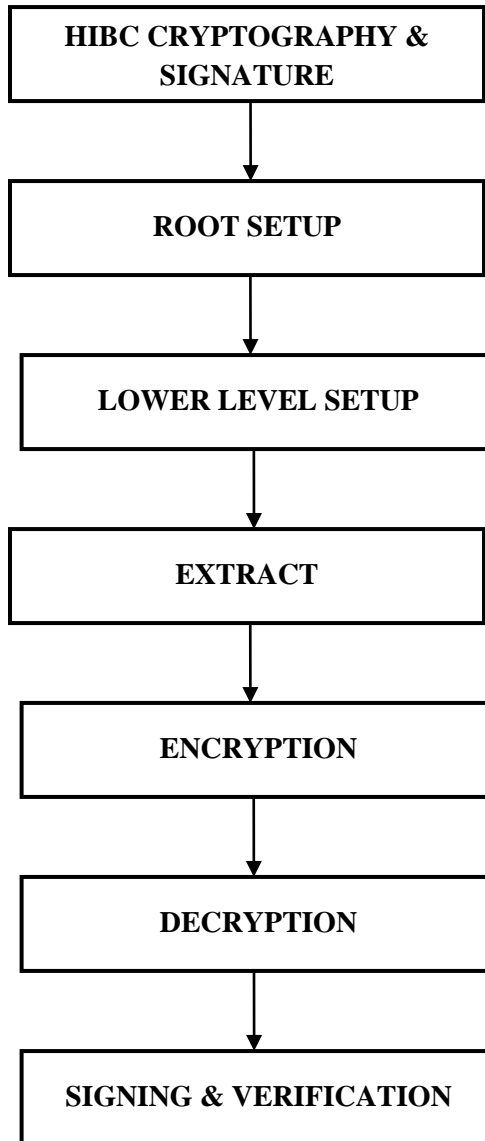 HIBC CRYPTOGRAPHY &
SIGNATURE
ROOT SETUP
LOWER LEVEL SETUP
EXTRACT
ENCRYPTION
DECRYPTION
SIGNING & VERIFICATION